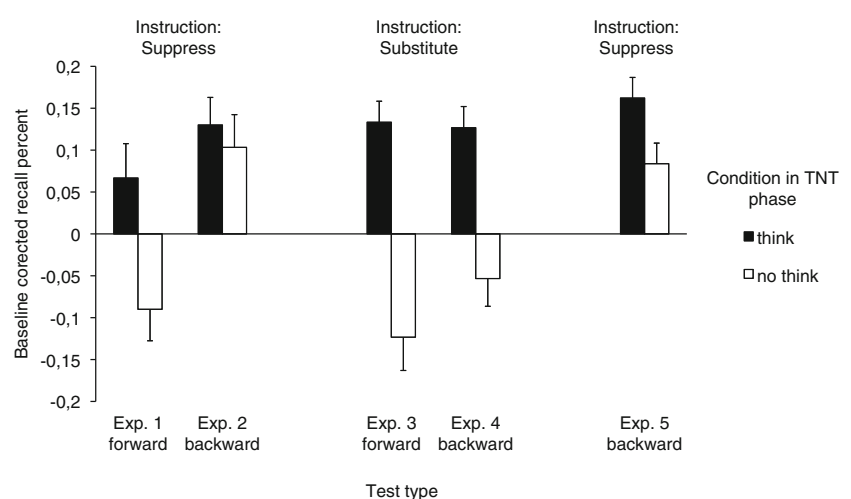 Instruction:
Suppress
Instruction:
Substitute
Instruction:
Suppress
0,2
0,15
0,1
0,05
0
-0,05
-0,1
-0,15
-0,2
Baseline corected recall percent
Condition in TNT
phase
think
no think
Exp. 1
forward
Exp. 2
backward
Exp. 3
forward
Exp. 4
backward
Exp. 5
backward
Test type